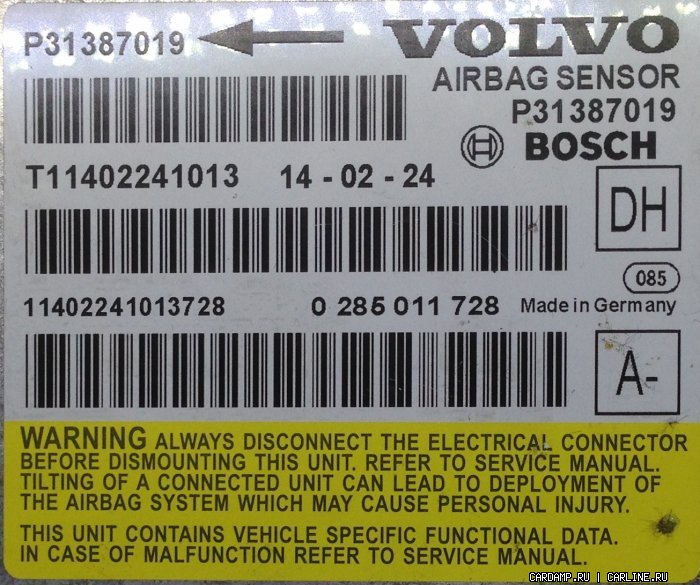 P31387019 VOLVO
AIRBAG SENSOR
P31387019
BOSCH
T11402241013 14 - 02 - 24
DH
085
11402241013728 0 285 011 728 Made in Germany
A-
WARNING ALWAYS DISCONNECT THE ELECTRICAL CONNECTOR
BEFORE DISMOUNTING THIS UNIT. REFER TO SERVICE MANUAL.
TILTING OF A CONNECTED UNIT CAN LEAD TO DEPLOYMENT OF
THE AIRBAG SYSTEM WHICH MAY CAUSE PERSONAL INJURY.
THIS UNIT CONTAINS VEHICLE SPECIFIC FUNCTIONAL DATA.
IN CASE OF MALFUNCTION REFER TO SERVICE MANUAL.
CARDAMP.RU | CARLINE.RU